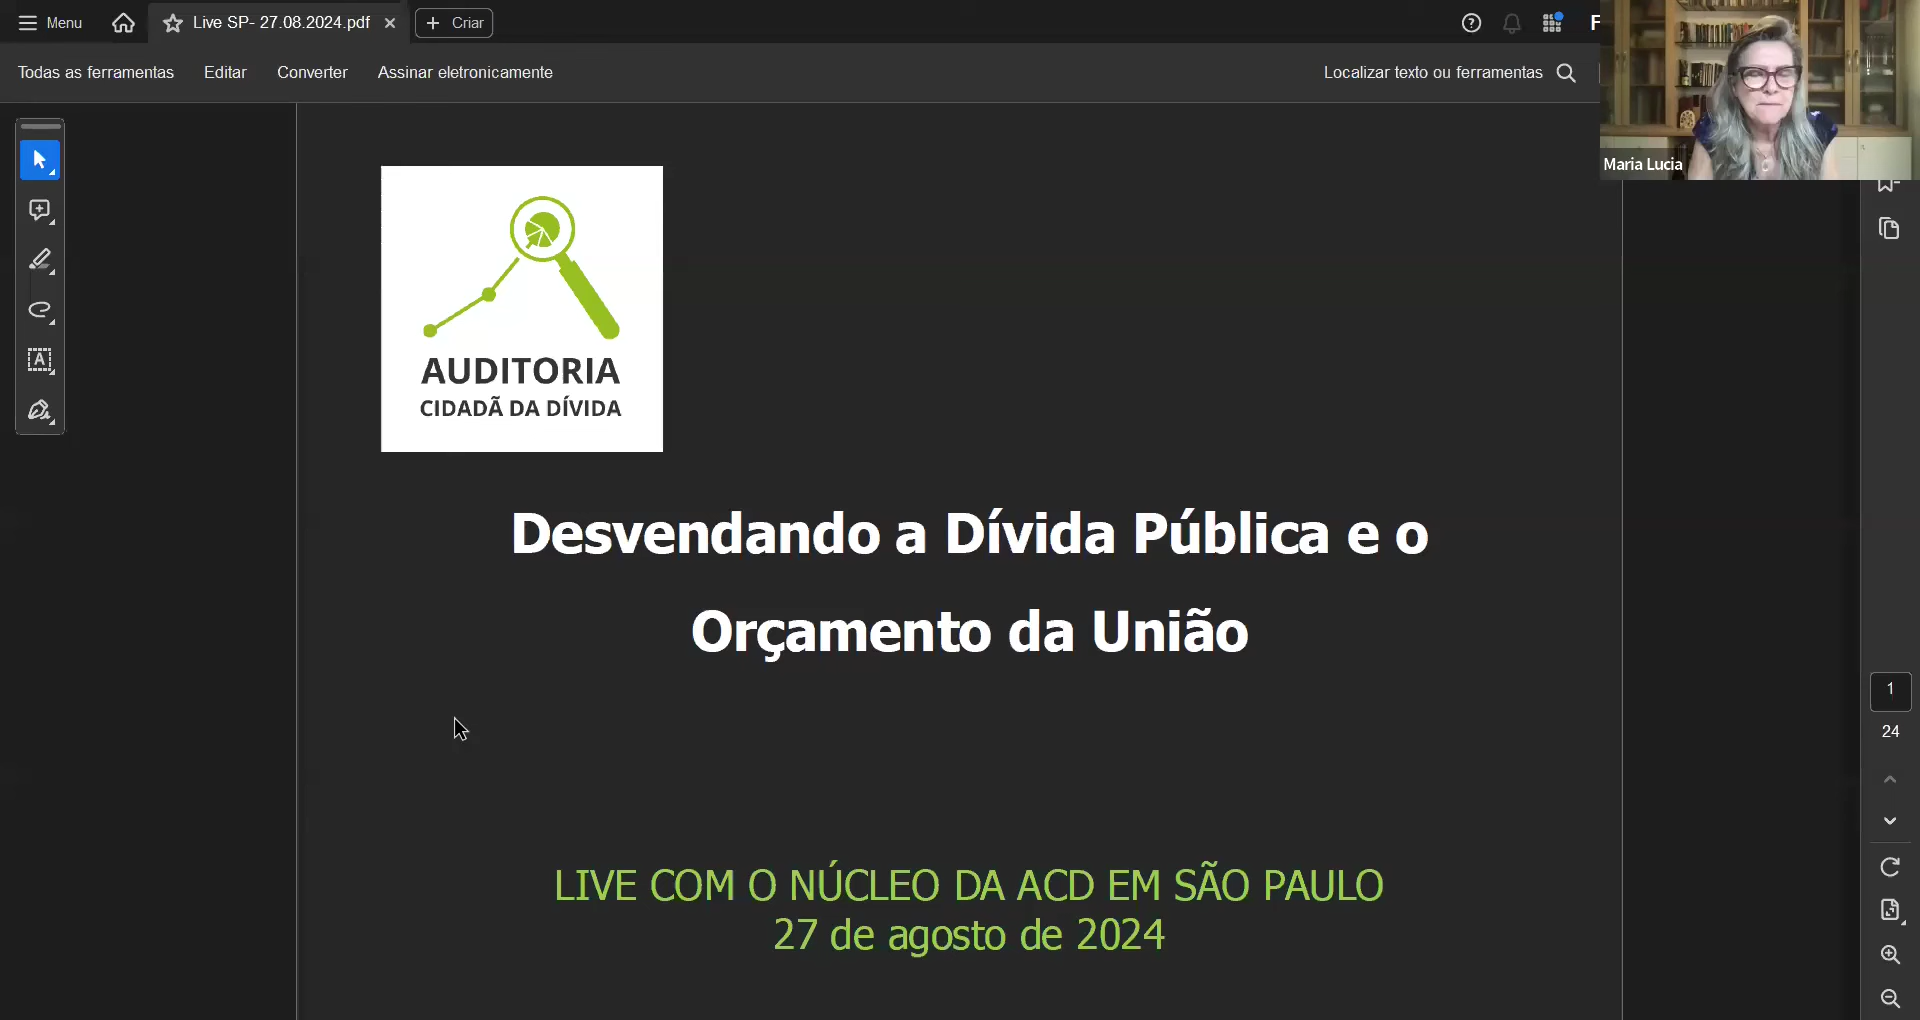 Menu
Live SP- 27.08.2024.pdf
Criar
F
Todas as ferramentas
Editar
Converter
Assinar eletronicamente
Localizar texto ou ferramentas
Maria Lucia
AUDITORIA
CIDADÃ DA DÍVIDA
Desvendando a Dívida Pública e o
Orçamento da União
LIVE COM O NÚCLEO DA ACD EM SÃO PAULO
27 de agosto de 2024
1
24